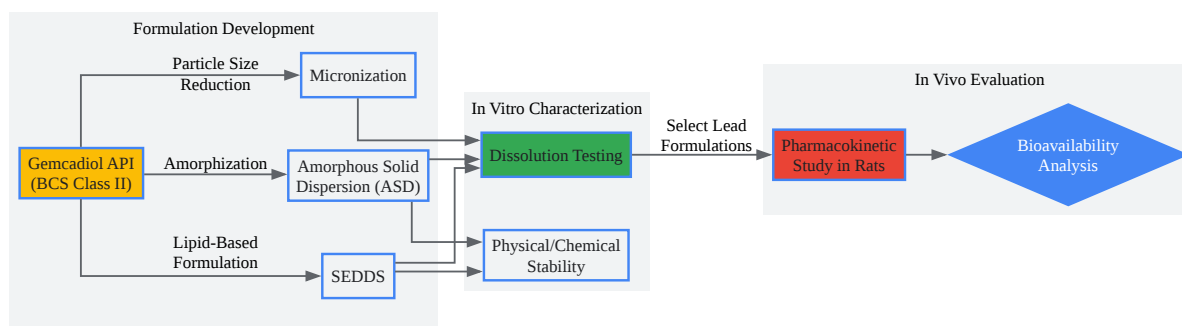 Formulation Development
Particle Size
Reduction
Micronization
Gemcadiol API
(BCS Class II)
Amorphization
Amorphous Solid
Dispersion (ASD)
Lipid-Based
Formulation
SEDDS
In Vitro Characterization
Dissolution Testing
Physical/Chemical
Stability
Select Lead
Formulations
In Vivo Evaluation
Pharmacokinetic
Study in Rats
Bioavailability
Analysis